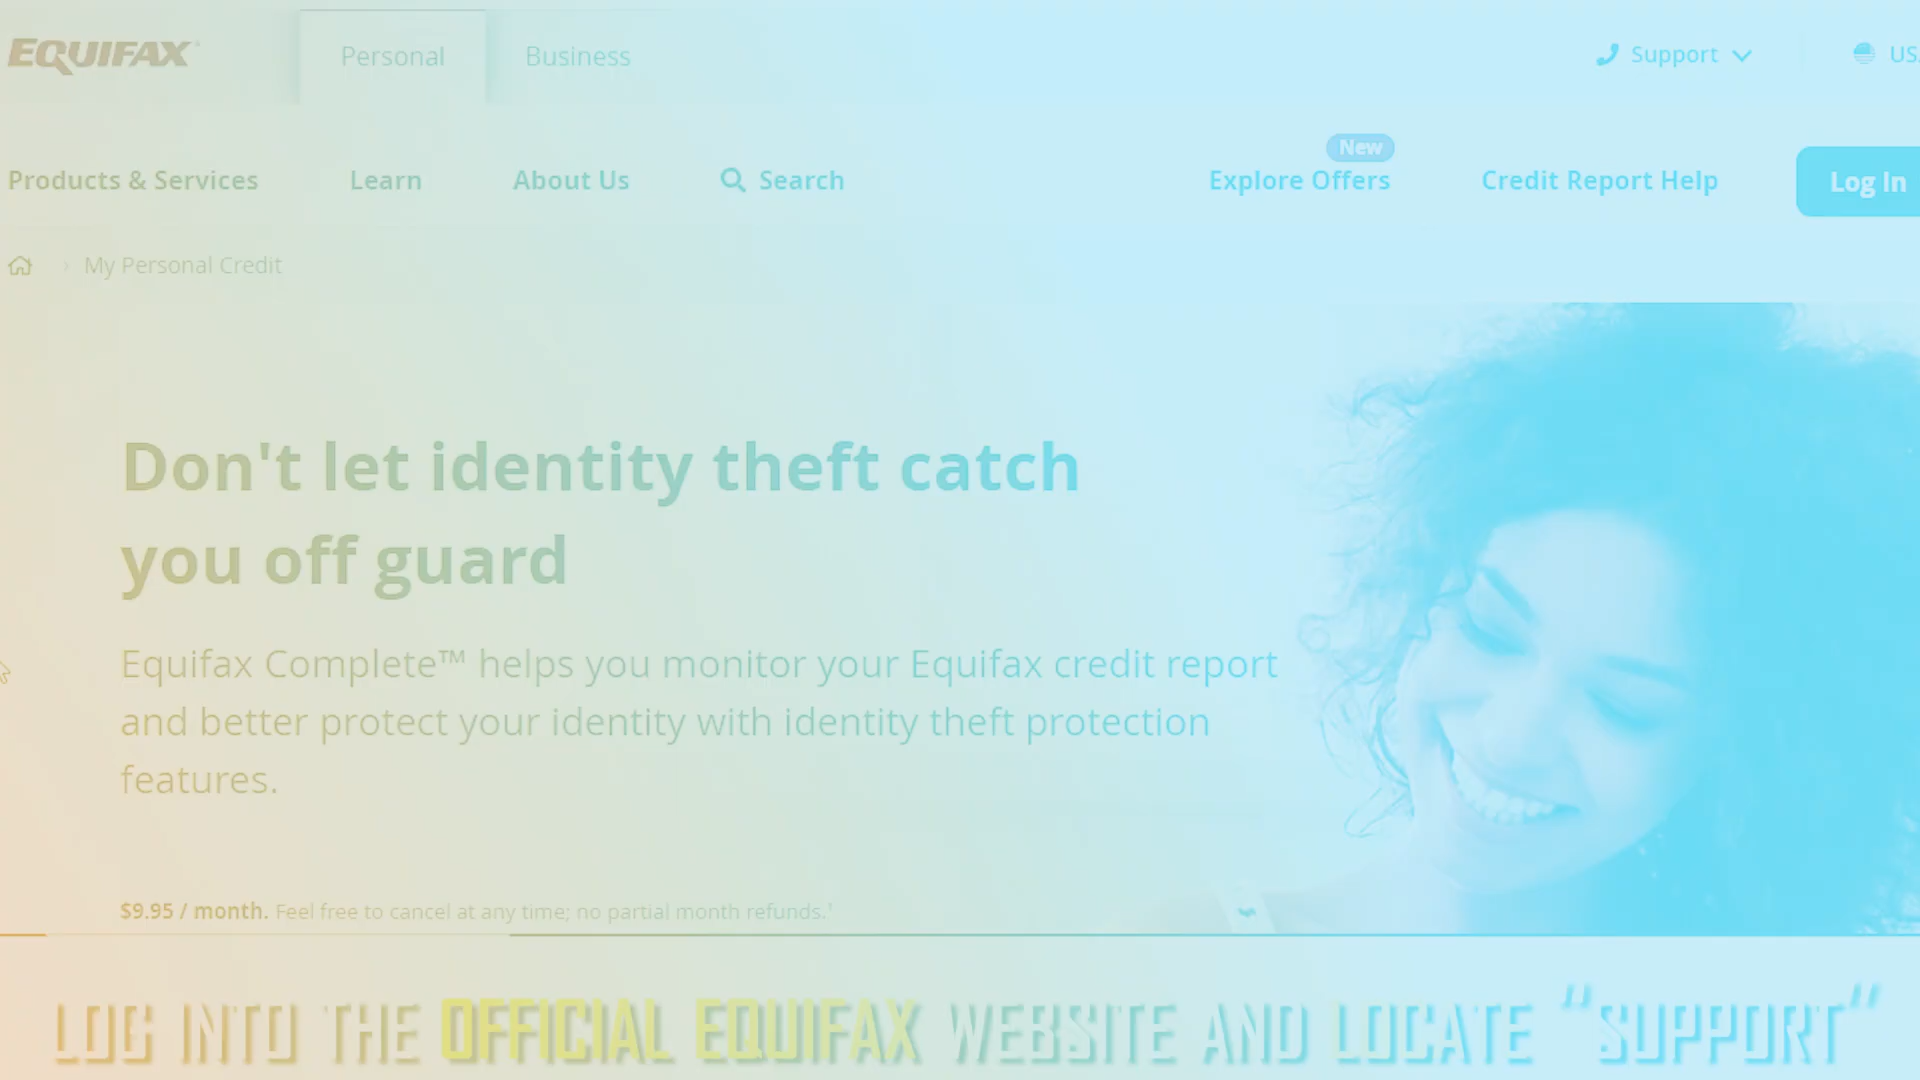 EQUIFAX
Personal
Business
Support
US
Products & Services
Learn
About Us
Search
New
Explore Offers
Credit Report Help
Log In
My Personal Credit
Don't let identity theft catch
you off guard
Equifax Complete™ helps you monitor your Equifax credit report
and better protect your identity with identity theft protection
features.
$9.95 / month. Feel free to cancel at any time; no partial month refunds.¹
LOG INTO THE OFFICIAL EQUIFAX WEBSITE AND LOCATE "SUPPORT"